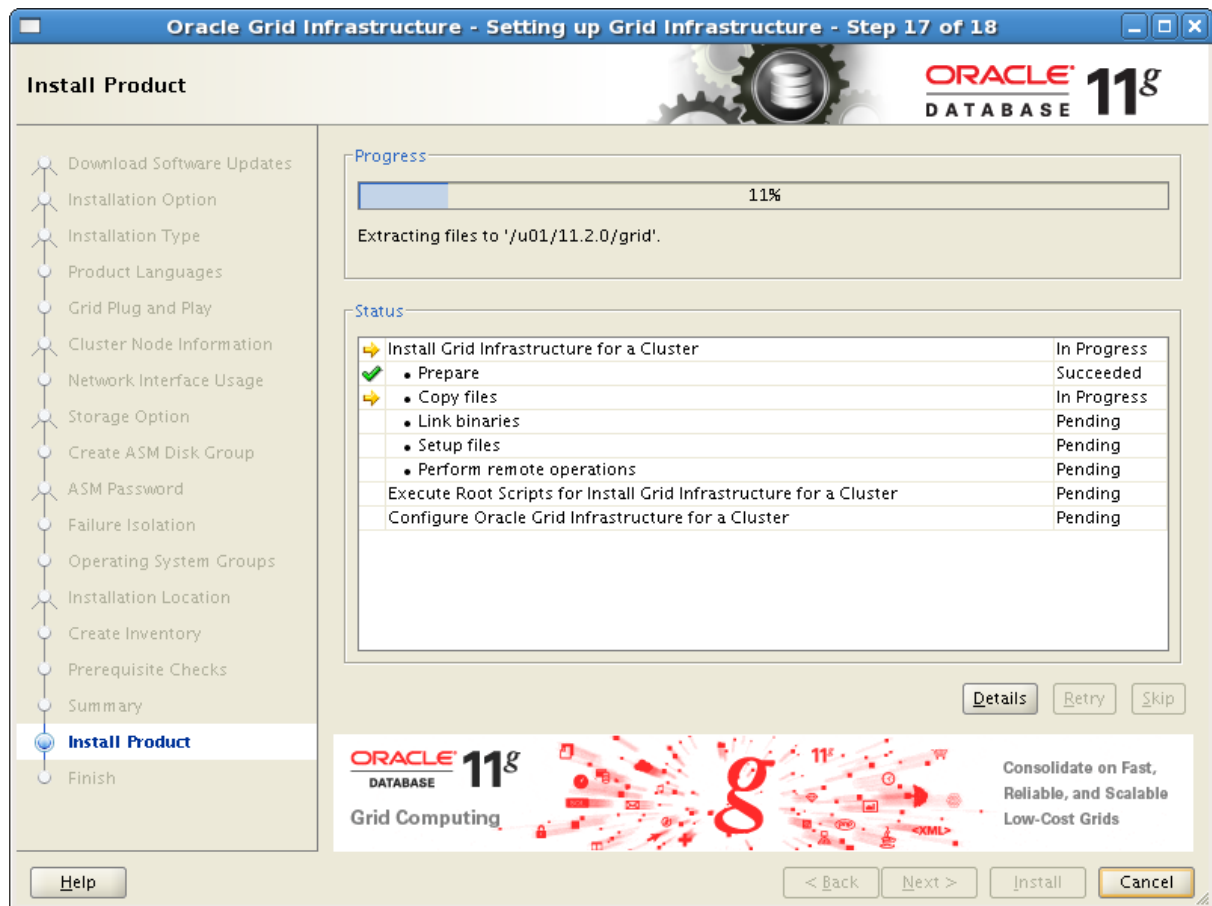 Oracle Grid Infrastructure - Setting up Grid Infrastructure - Step 17 of 18
Install Product
ORACLE DATABASE 11g
Download Software Updates
Installation Option
Installation Type
Product Languages
Grid Plug and Play
Cluster Node Information
Network Interface Usage
Storage Option
Create ASM Disk Group
ASM Password
Failure Isolation
Operating System Groups
Installation Location
Create Inventory
Prerequisite Checks
Summary
Install Product
Finish
Progress
11%
Extracting files to '/u01/11.2.0/grid'.
Status
Install Grid Infrastructure for a Cluster In Progress
• Prepare Succeeded
• Copy files In Progress
• Link binaries Pending
• Setup files Pending
• Perform remote operations Pending
Execute Root Scripts for Install Grid Infrastructure for a Cluster Pending
Configure Oracle Grid Infrastructure for a Cluster Pending
Details Retry Skip
ORACLE DATABASE 11g
Grid Computing
g
11g
php
<XML>
Consolidate on Fast,
Reliable, and Scalable
Low-Cost Grids
Help < Back Next > Install Cancel